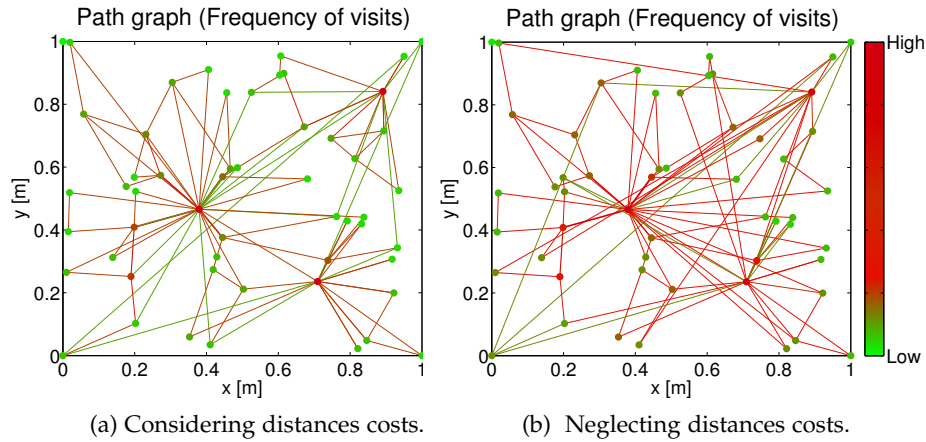 Path graph (Frequency of visits)
1
0.8
0.6
0.4
0.2
0
y [m]
0 0.2 0.4 0.6 0.8 1
x [m]
(a) Considering distances costs.
Path graph (Frequency of visits)
1
0.8
0.6
0.4
0.2
0
y [m]
0 0.2 0.4 0.6 0.8 1
x [m]
High
Low
(b) Neglecting distances costs.